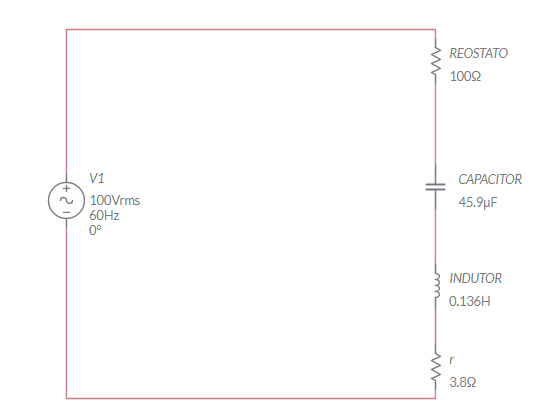 REOSTATO
100Ω
V1
100Vrms
60Hz
0°
CAPACITOR
45.9µF
INDUTOR
0.136H
r
3.8Ω